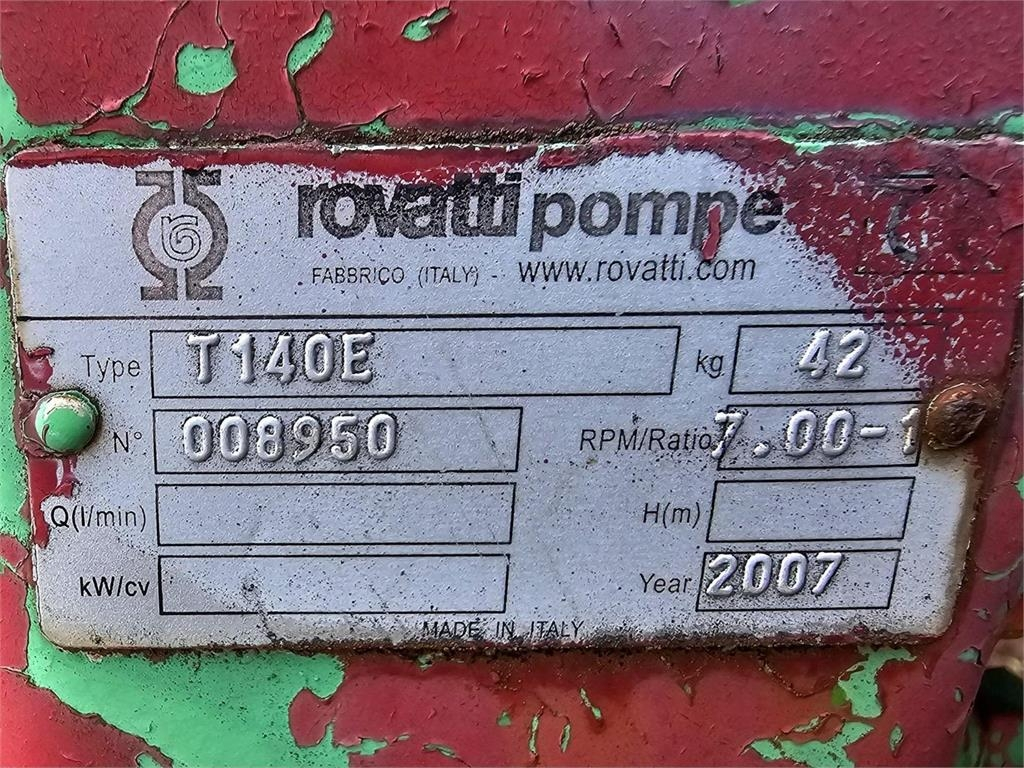 rovatti pompe
FABBRICO (ITALY) - www.rovatti.com
Type T140E kg 42
N° 008950 RPM/Ratio 7.00-1
Q(l/min) H(m)
kW/cv Year 2007
MADE IN ITALY